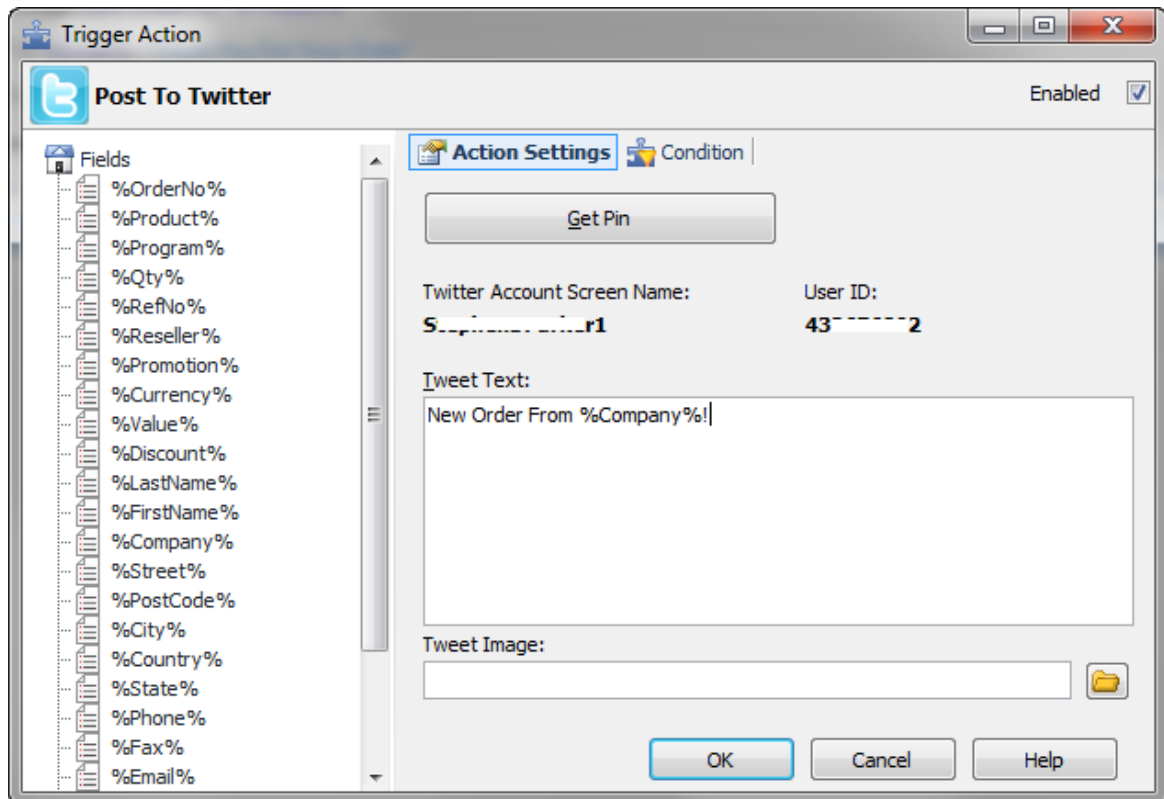 Trigger Action
Post To Twitter
Enabled
Fields
%OrderNo%
%Product%
%Program%
%Qty%
%RefNo%
%Reseller%
%Promotion%
%Currency%
%Value%
%Discount%
%LastName%
%FirstName%
%Company%
%Street%
%PostCode%
%City%
%Country%
%State%
%Phone%
%Fax%
%Email%
Action Settings Condition
Get Pin
Twitter Account Screen Name: User ID:
Tweet Text:
New Order From %Company%!
Tweet Image:
OK Cancel Help